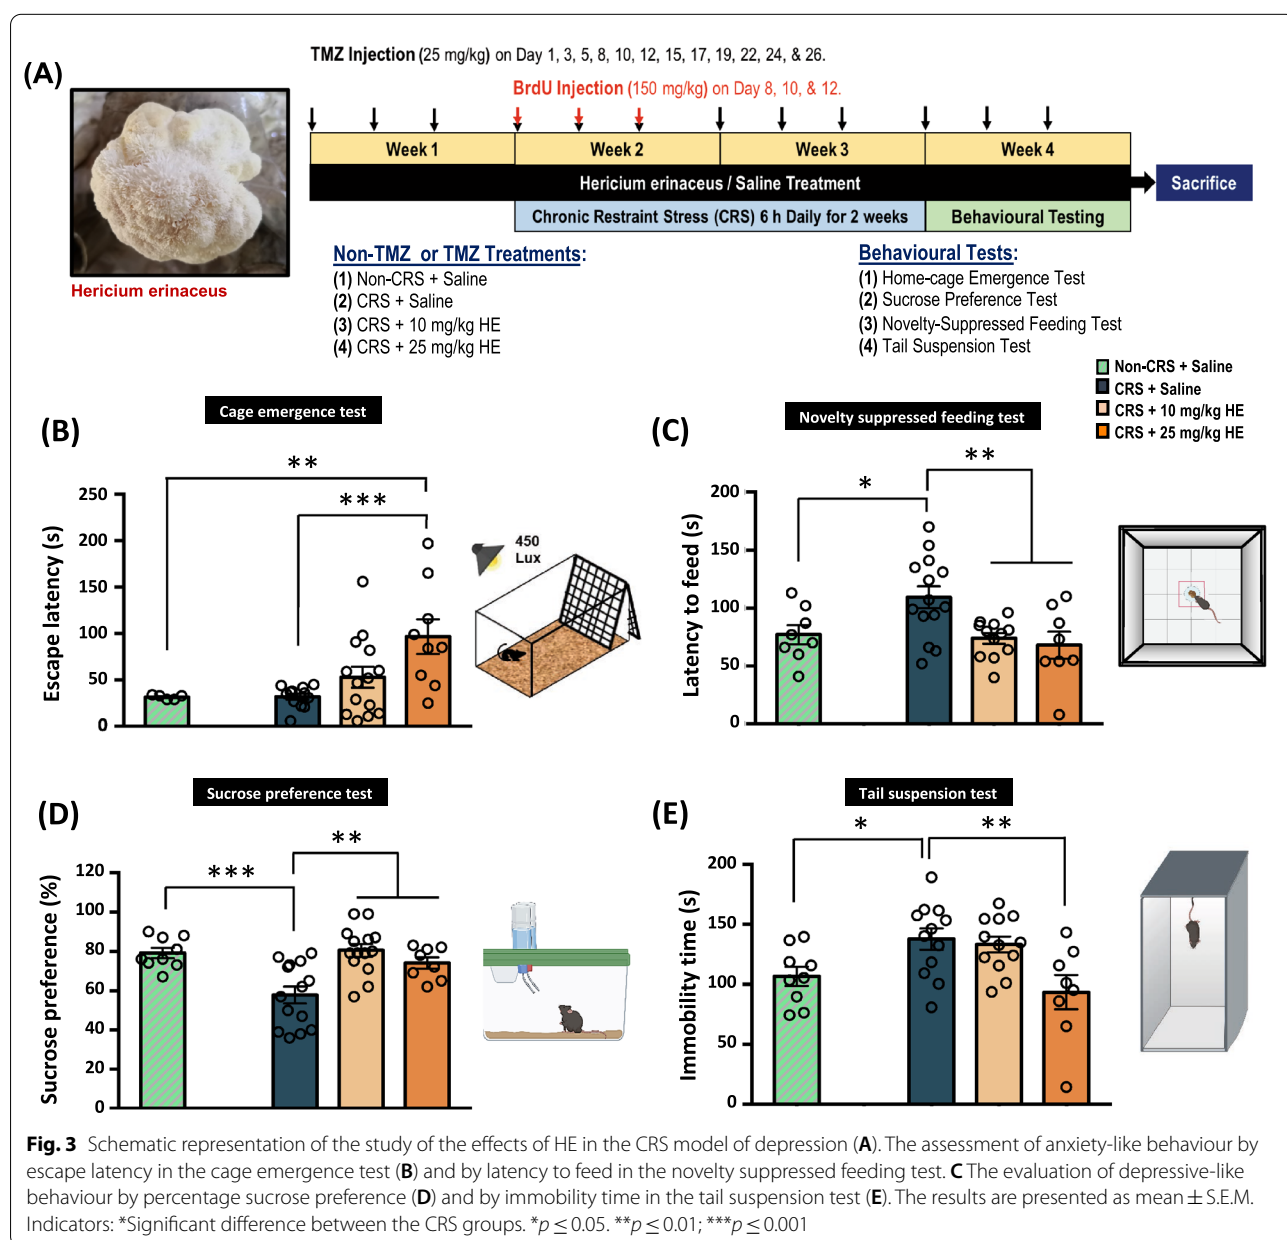 (A)
TMZ Injection (25 mg/kg) on Day 1, 3, 5, 8, 10, 12, 15, 17, 19, 22, 24, & 26.
BrdU Injection (150 mg/kg) on Day 8, 10, & 12.
Week 1
Week 2
Week 3
Week 4
Hericium erinaceus / Saline Treatment
Sacrifice
Chronic Restraint Stress (CRS) 6 h Daily for 2 weeks
Behavioural Testing
Hericium erinaceus
Non-TMZ or TMZ Treatments:
(1) Non-CRS + Saline
(2) CRS + Saline
(3) CRS + 10 mg/kg HE
(4) CRS + 25 mg/kg HE
Behavioural Tests:
(1) Home-cage Emergence Test
(2) Sucrose Preference Test
(3) Novelty-Suppressed Feeding Test
(4) Tail Suspension Test
Non-CRS + Saline
CRS + Saline
CRS + 10 mg/kg HE
CRS + 25 mg/kg HE
(B)
Cage emergence test
**
***
Escape latency (s)
250
200
150
100
50
0
450
Lux
(C)
Novelty suppressed feeding test
*
**
Latency to feed (s)
200
150
100
50
0
(D)
Sucrose preference test
***
**
Sucrose preference (%)
120
100
80
60
40
20
0
(E)
Tail suspension test
*
**
Immobility time (s)
200
150
100
50
0
Fig. 3 Schematic representation of the study of the effects of HE in the CRS model of depression (A). The assessment of anxiety-like behaviour by
escape latency in the cage emergence test (B) and by latency to feed in the novelty suppressed feeding test. C The evaluation of depressive-like
behaviour by percentage sucrose preference (D) and by immobility time in the tail suspension test (E). The results are presented as mean ± S.E.M.
Indicators: *Significant difference between the CRS groups. *p ≤ 0.05. **p ≤ 0.01; ***p ≤ 0.001